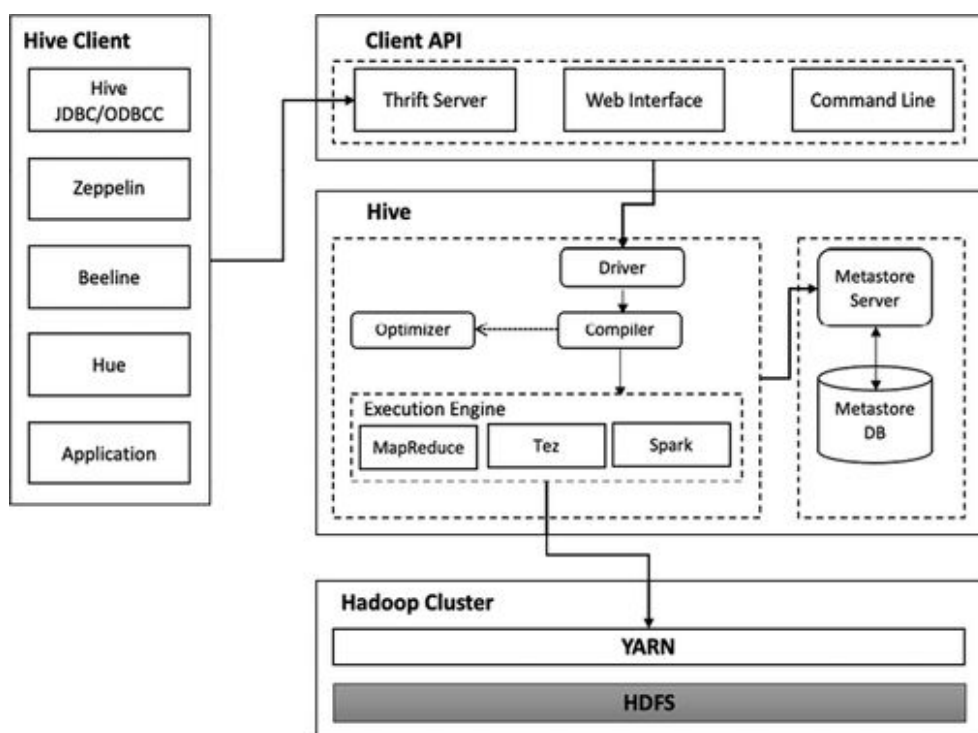 Hive Client
Hive
JDBC/ODBCC
Zeppelin
Beeline
Hue
Application
Client API
Thrift Server
Web Interface
Command Line
Hive
Driver
Optimizer
Compiler
Execution Engine
MapReduce
Tez
Spark
Metastore
Server
Metastore
DB
Hadoop Cluster
YARN
HDFS